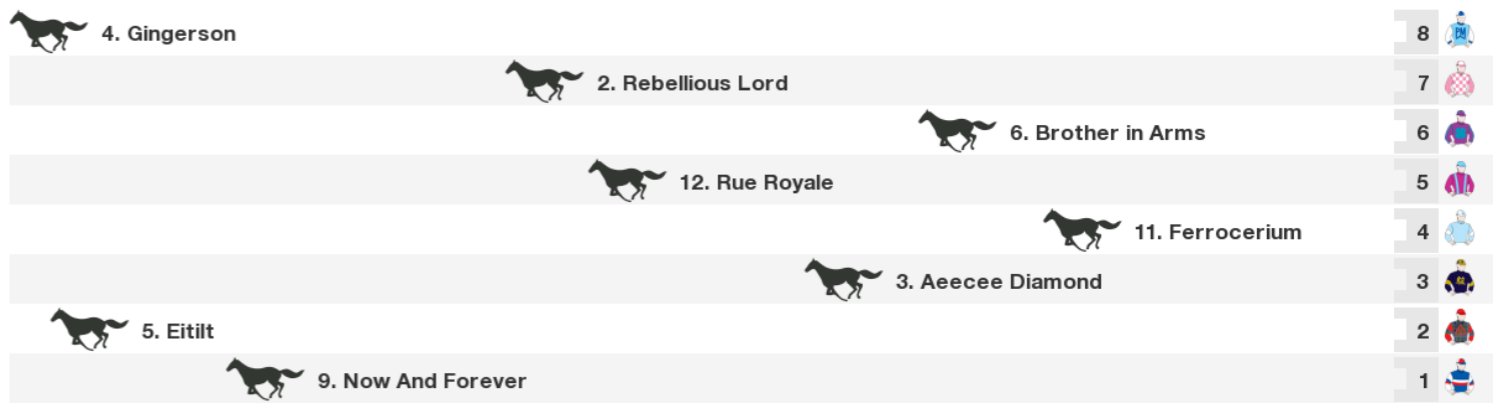 4. Gingerson 8
2. Rebellious Lord 7
6. Brother in Arms 6
12. Rue Royale 5
11. Ferrocerium 4
3. Aeecee Diamond 3
5. Eitilt 2
9. Now And Forever 1